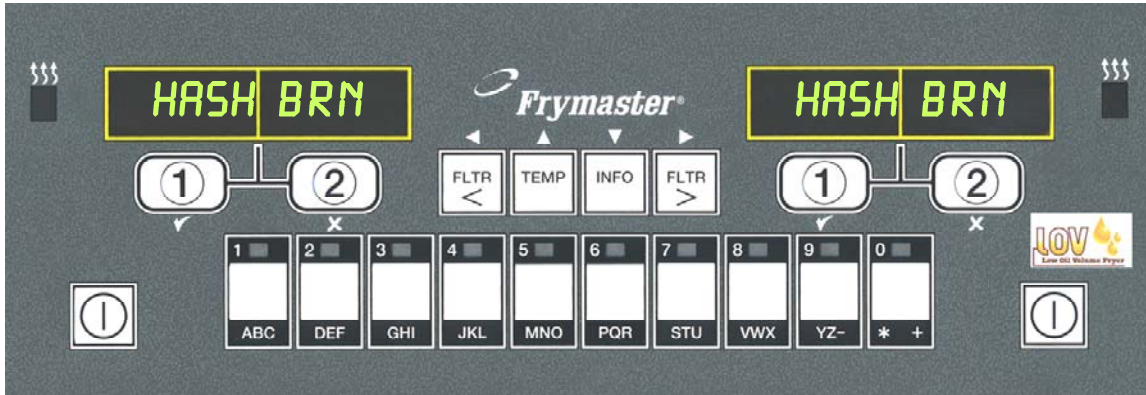 HASH BRN
HASH BRN
Frymaster®
FLTR
<
TEMP
INFO
FLTR
>
1 2
1 2
1 2 3 4 5 6 7 8 9 0
ABC DEF GHI JKL MNO PQR STU VWX YZ- * +
LOV
Low Oil Volume Fryer